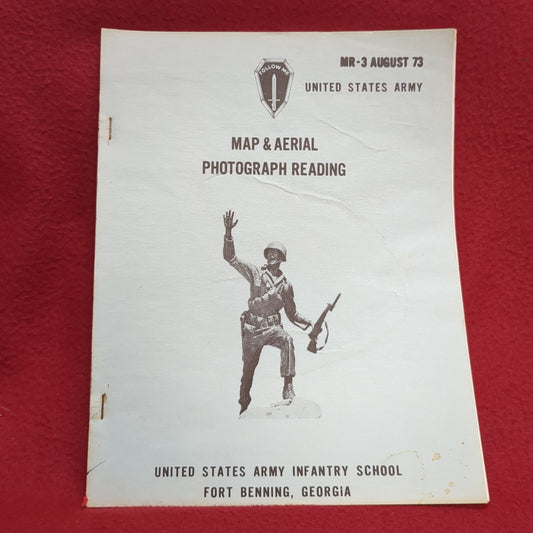 MR-3 AUGUST 73
FOLLOW ME
UNITED STATES ARMY
MAP & AERIAL
PHOTOGRAPH READING
UNITED STATES ARMY INFANTRY SCHOOL
FORT BENNING, GEORGIA